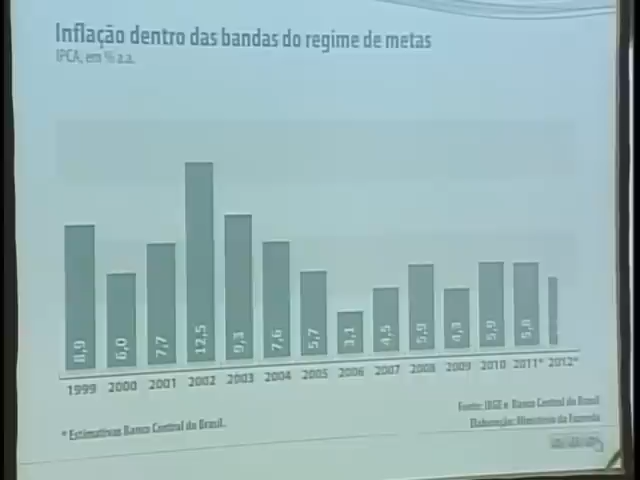 Inflação dentro das bandas do regime de metas
IPCA, em % a.a.
8,9 6,0 7,7 12,5 9,3 7,6 5,7 3,1 4,5 5,9 4,3 5,9 5,8
1999 2000 2001 2002 2003 2004 2005 2006 2007 2008 2009 2010 2011* 2012*
* Estimativas Banco Central do Brasil.
Fonte: IBGE e Banco Central do Brasil
Elaboração: Ministério da Fazenda